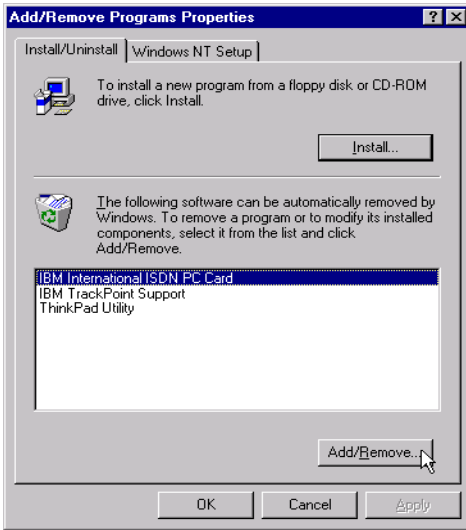 Add/Remove Programs Properties
Install/Uninstall
Windows NT Setup
To install a new program from a floppy disk or CD-ROM
drive, click Install.
Install...
The following software can be automatically removed by
Windows. To remove a program or to modify its installed
components, select it from the list and click
Add/Remove.
IBM International ISDN PC Card
IBM TrackPoint Support
ThinkPad Utility
Add/Remove...
OK
Cancel
Apply